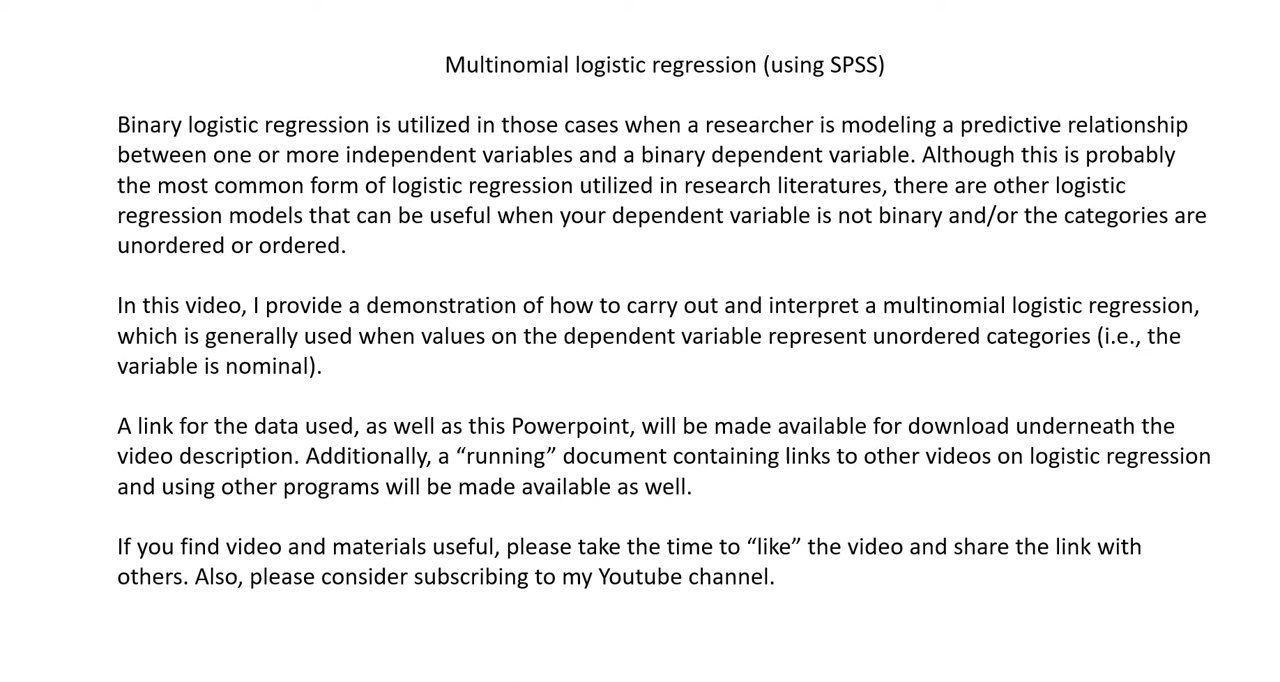 Multinomial logistic regression (using SPSS)
Binary logistic regression is utilized in those cases when a researcher is modeling a predictive relationship
between one or more independent variables and a binary dependent variable. Although this is probably
the most common form of logistic regression utilized in research literatures, there are other logistic
regression models that can be useful when your dependent variable is not binary and/or the categories are
unordered or ordered.
In this video, I provide a demonstration of how to carry out and interpret a multinomial logistic regression,
which is generally used when values on the dependent variable represent unordered categories (i.e., the
variable is nominal).
A link for the data used, as well as this Powerpoint, will be made available for download underneath the
video description. Additionally, a “running” document containing links to other videos on logistic regression
and using other programs will be made available as well.
If you find video and materials useful, please take the time to “like” the video and share the link with
others. Also, please consider subscribing to my Youtube channel.